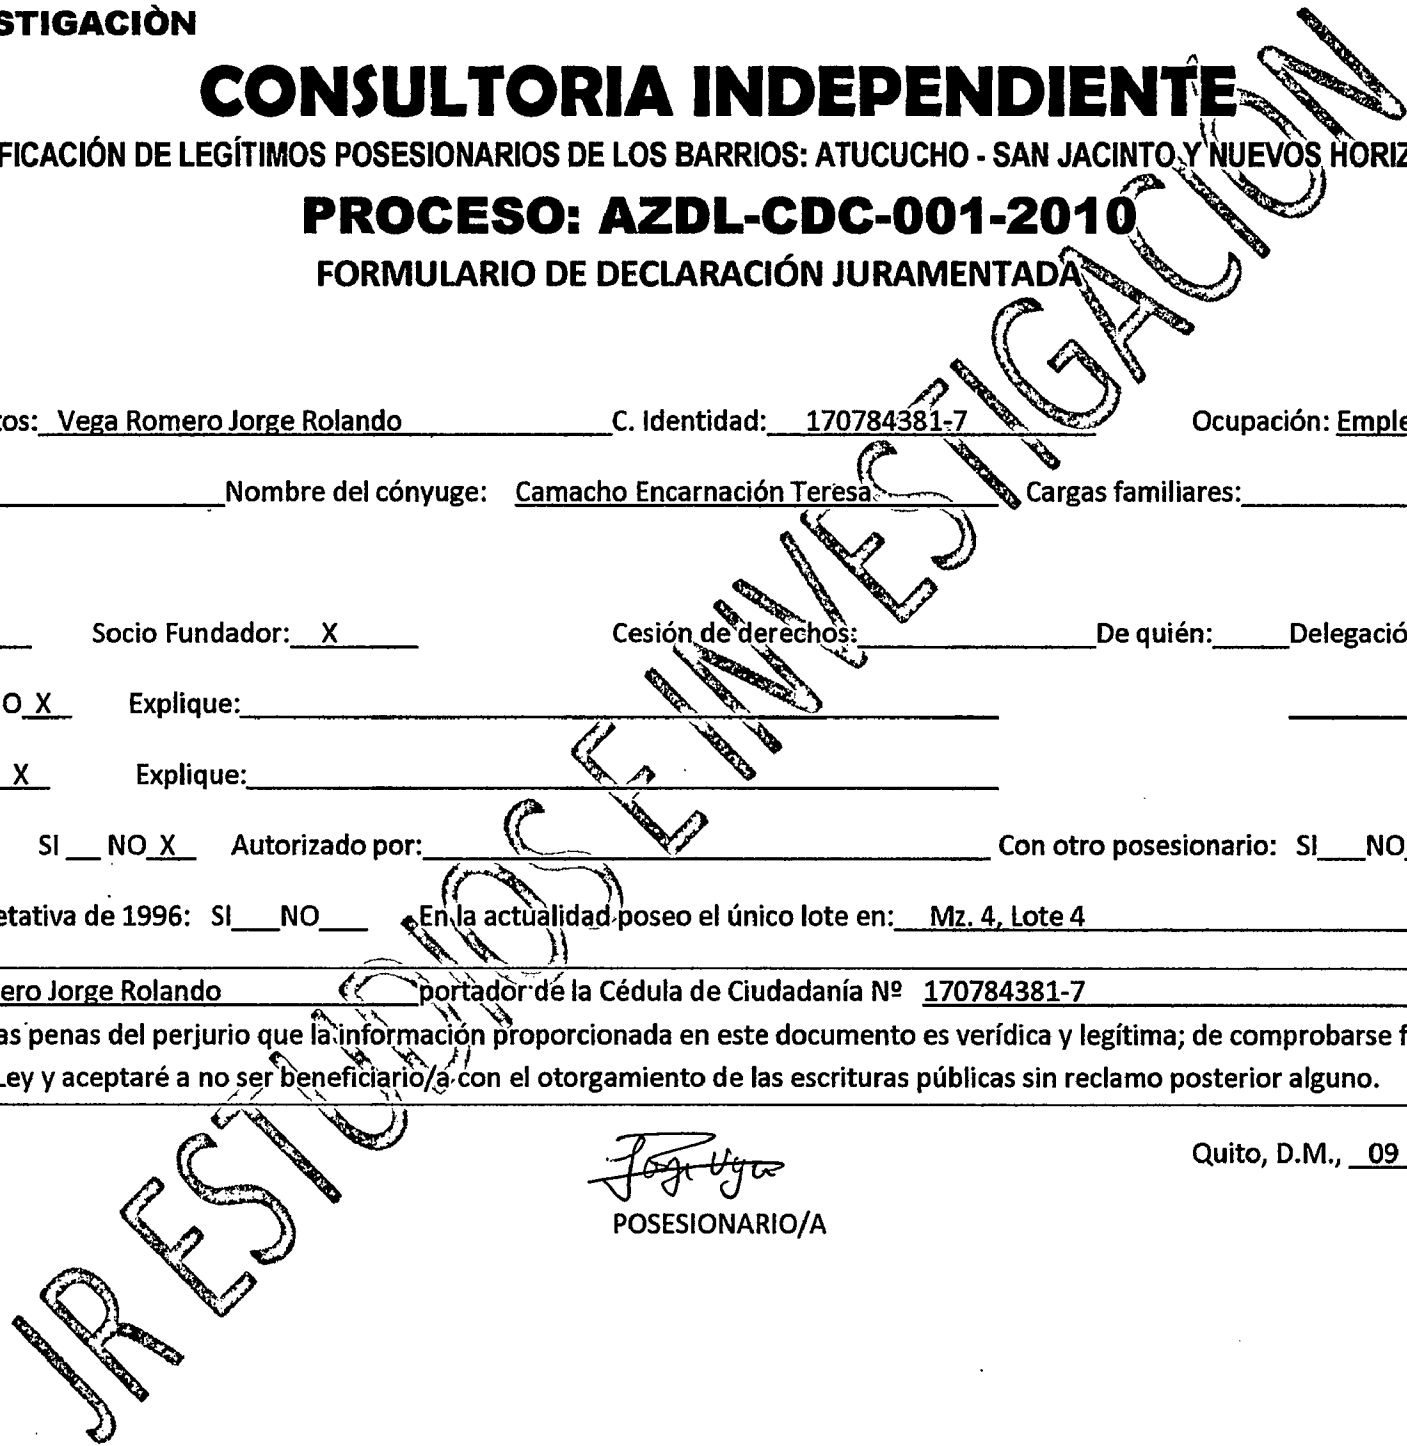 STIGACIÒN
CONSULTORIA INDEPENDIENTE
FICACIÓN DE LEGÍTIMOS POSESIONARIOS DE LOS BARRIOS: ATUCUCHO - SAN JACINTO Y NUEVOS HORIZ
PROCESO: AZDL-CDC-001-2010
FORMULARIO DE DECLARACIÓN JURAMENTADA
tos: Vega Romero Jorge Rolando C. Identidad: 170784381-7 Ocupación: Emple
Nombre del cónyuge: Camacho Encarnación Teresa Cargas familiares:
Socio Fundador: X Cesión de derechos: De quién: Delegació
O X Explique:
X Explique:
SI NO X Autorizado por: Con otro posesionario: SI NO
etativa de 1996: SI NO En la actualidad poseo el único lote en: Mz. 4, Lote 4
ero Jorge Rolando portador de la Cédula de Ciudadanía Nº 170784381-7
as penas del perjurio que la información proporcionada en este documento es verídica y legítima; de comprobarse f
Ley y aceptaré a no ser beneficiario/a con el otorgamiento de las escrituras públicas sin reclamo posterior alguno.
Jorge Vega
Quito, D.M., 09
POSESIONARIO/A
JR ESTUDIOS E INVESTIGACION